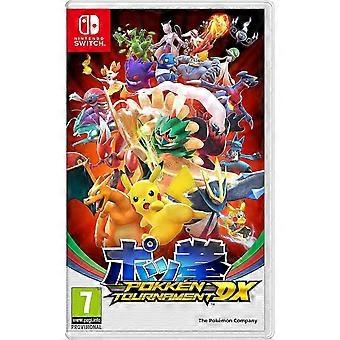 NINTENDO
SWITCH
ポッ拳
POKKÉN
TOURNAMENT DX
7
www.pegi.info
PROVISIONAL
The Pokémon Company